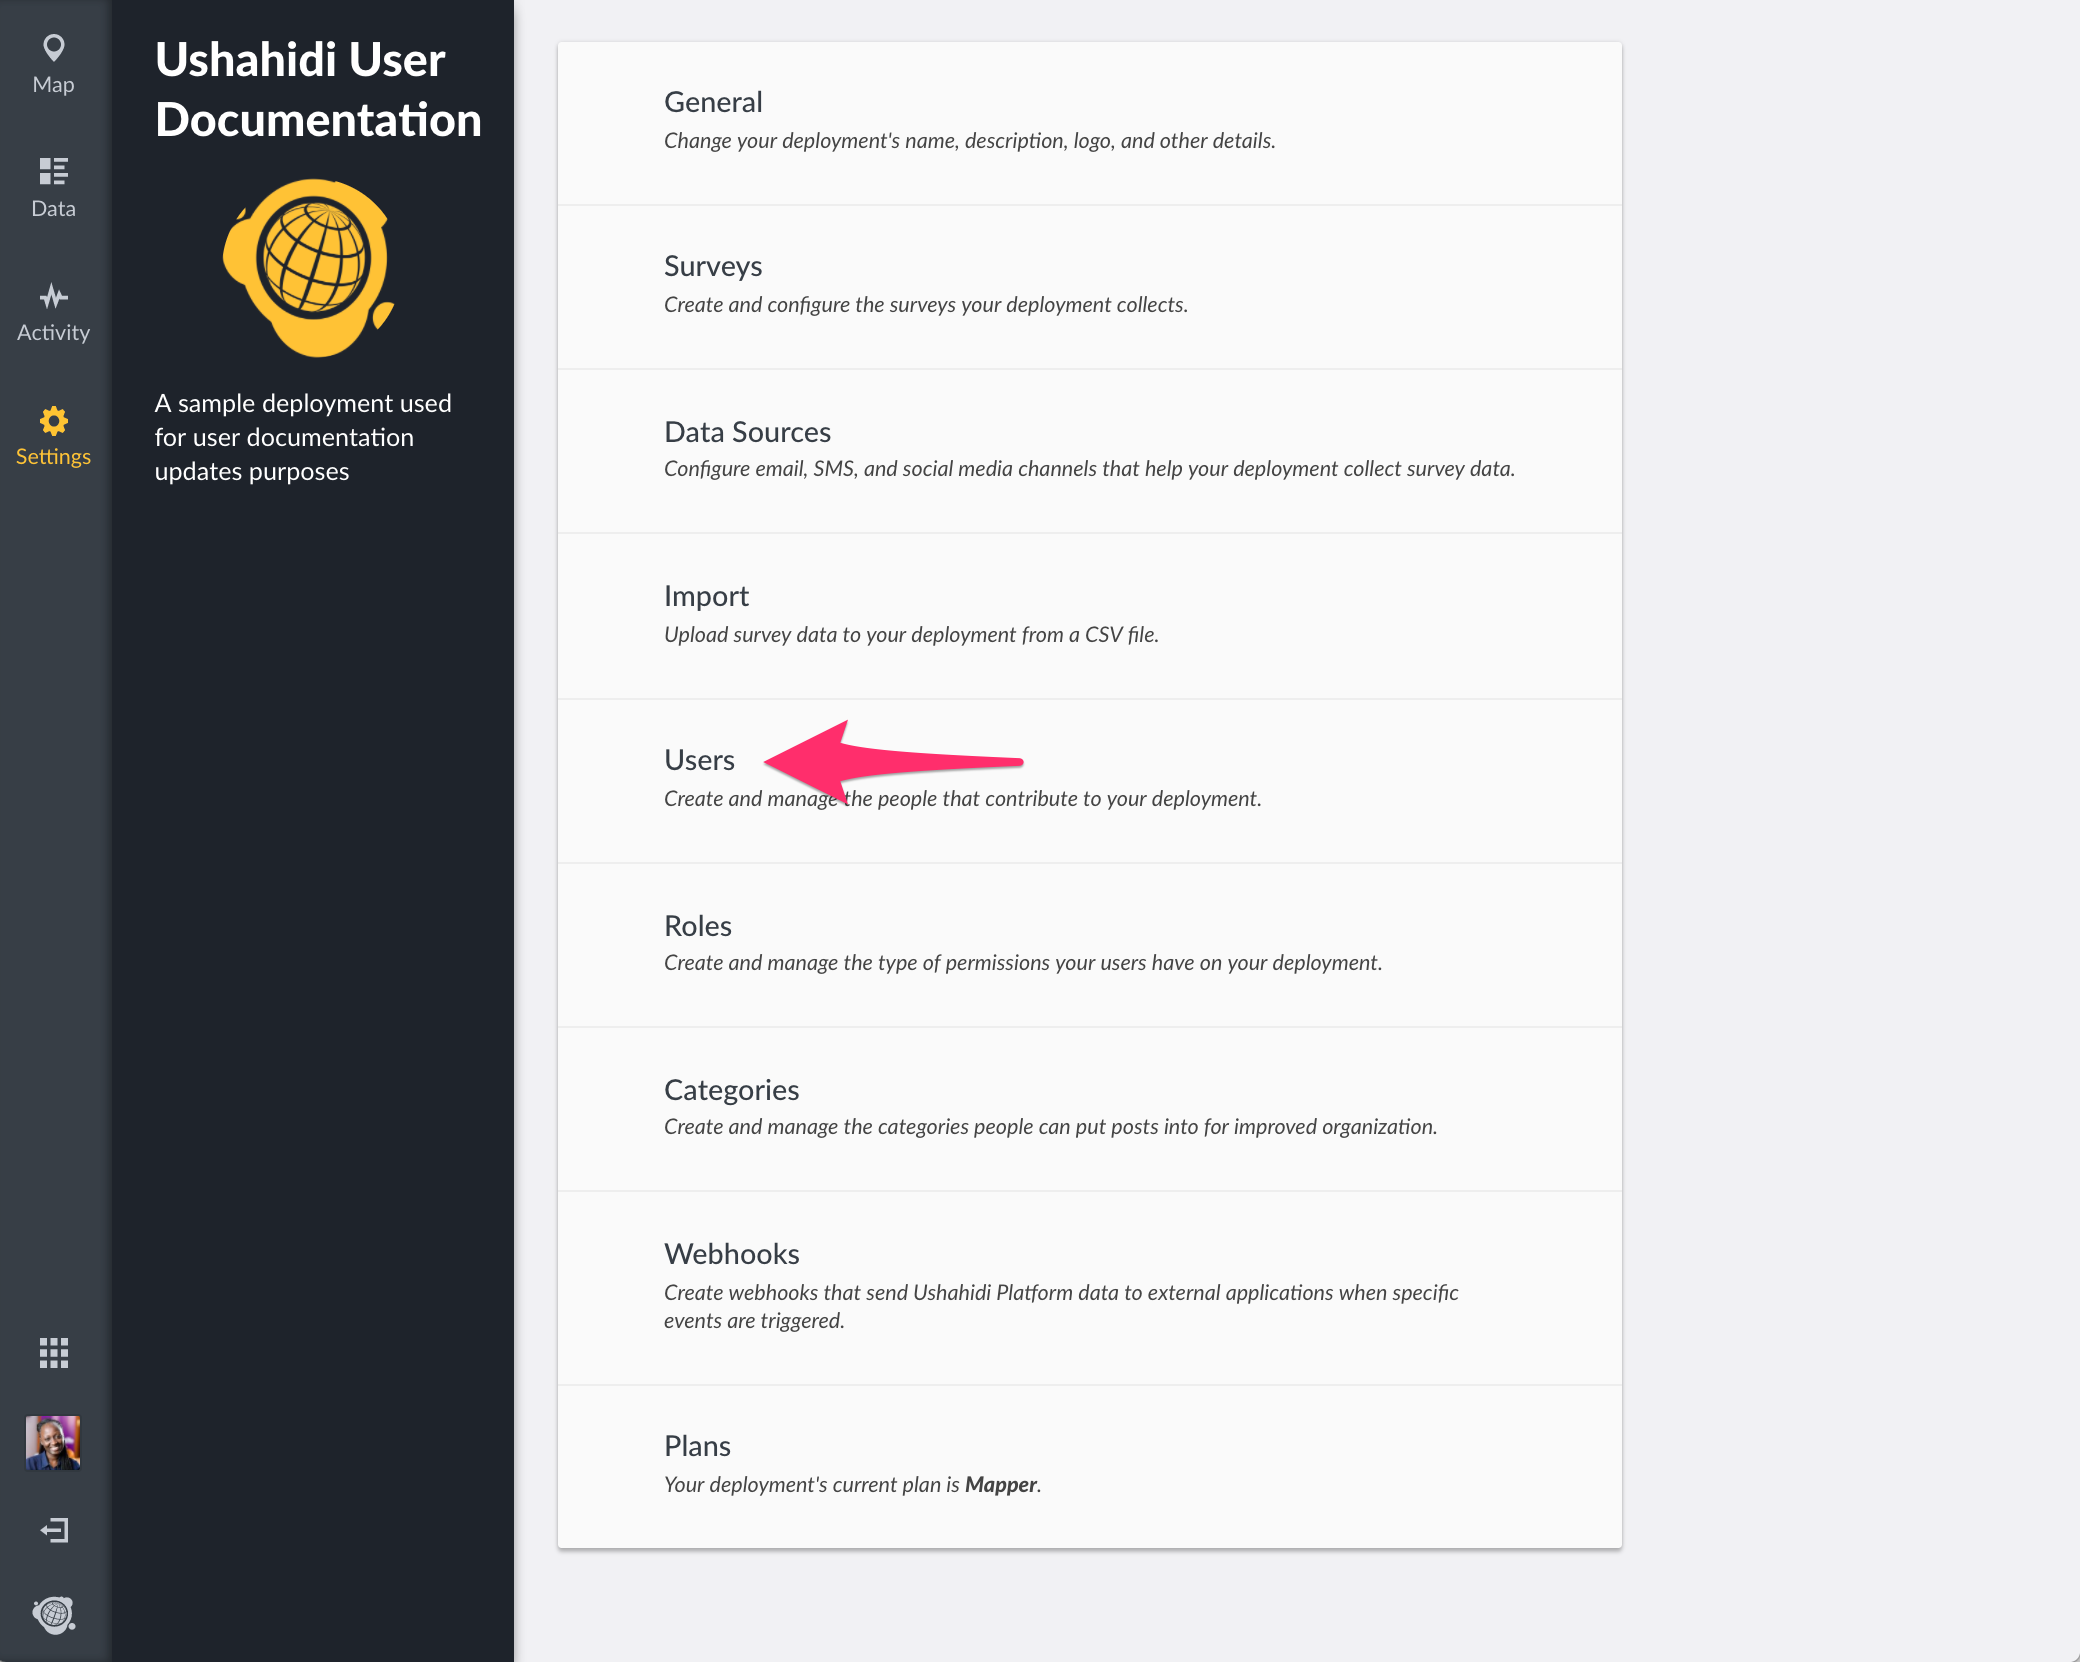 Map
Data
Activity
Settings
Ushahidi User
Documentation
A sample deployment used
for user documentation
updates purposes
General
Change your deployment's name, description, logo, and other details.
Surveys
Create and configure the surveys your deployment collects.
Data Sources
Configure email, SMS, and social media channels that help your deployment collect survey data.
Import
Upload survey data to your deployment from a CSV file.
Users
Create and manage the people that contribute to your deployment.
Roles
Create and manage the type of permissions your users have on your deployment.
Categories
Create and manage the categories people can put posts into for improved organization.
Webhooks
Create webhooks that send Ushahidi Platform data to external applications when specific
events are triggered.
Plans
Your deployment's current plan is Mapper.